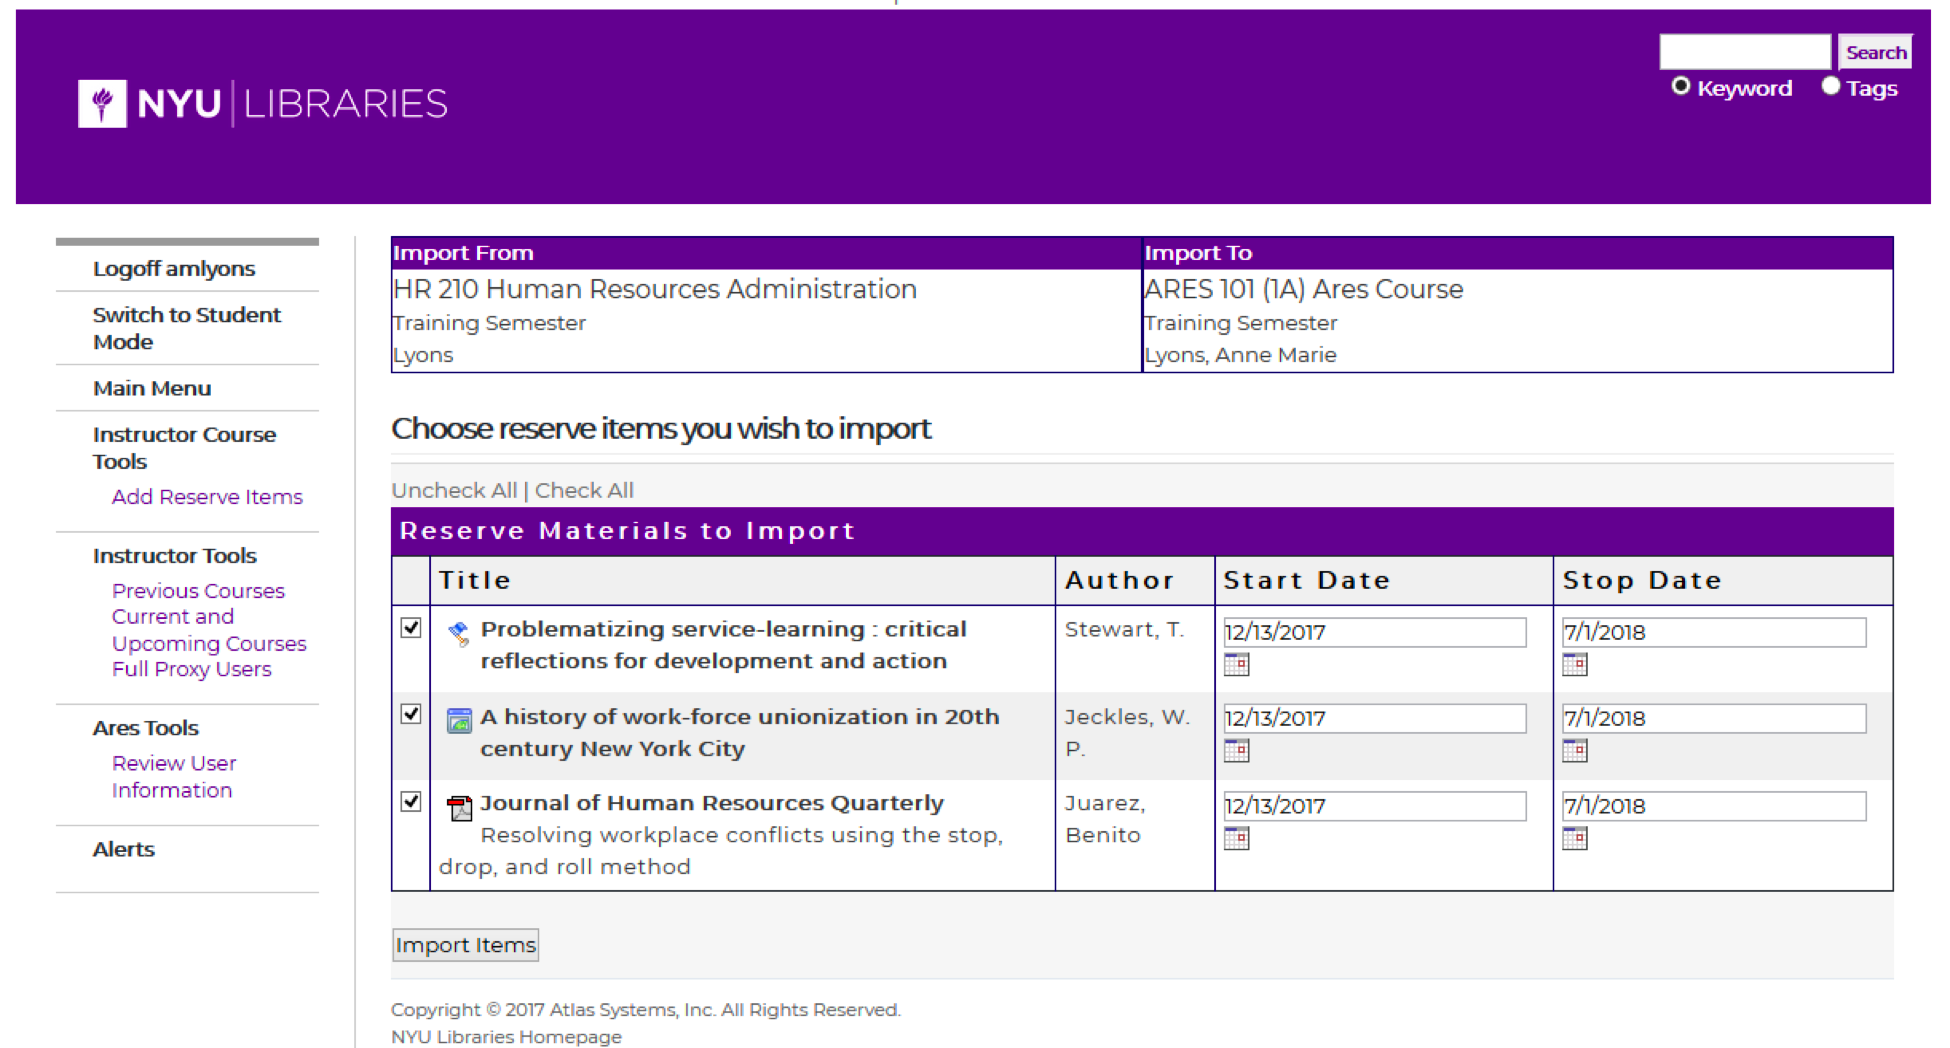 NYU LIBRARIES
Search
Keyword Tags
Logoff amlyons
Switch to Student
Mode
Main Menu
Instructor Course
Tools
Add Reserve Items
Instructor Tools
Previous Courses
Current and
Upcoming Courses
Full Proxy Users
Ares Tools
Review User
Information
Alerts
Import From Import To
HR 210 Human Resources Administration ARES 101 (1A) Ares Course
Training Semester Training Semester
Lyons Lyons, Anne Marie
Choose reserve items you wish to import
Uncheck All | Check All
Reserve Materials to Import
Title Author Start Date Stop Date
Problematizing service-learning : critical Stewart, T. 12/13/2017 7/1/2018
reflections for development and action
A history of work-force unionization in 20th Jeckles, W. 12/13/2017 7/1/2018
century New York City P.
Journal of Human Resources Quarterly Juarez, 12/13/2017 7/1/2018
Resolving workplace conflicts using the stop, Benito
drop, and roll method
Import Items
Copyright © 2017 Atlas Systems, Inc. All Rights Reserved.
NYU Libraries Homepage